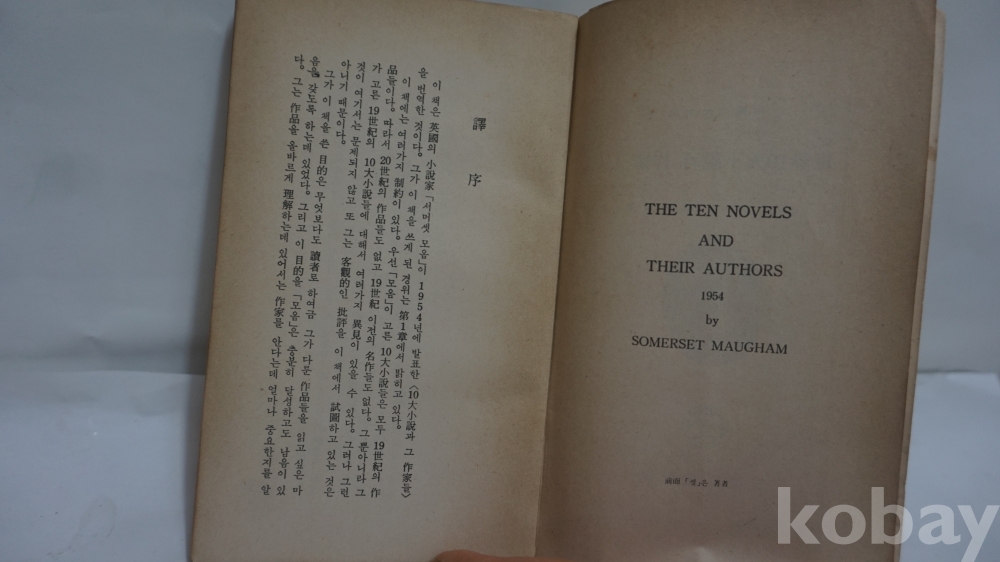 譯序
이 책은 英國의 小說家「서머셋 모옴」이 1954년에 발표한 〈10大小說과 그 作家들〉
을 번역한 것이다. 그가 이 책을 쓰게 된 경위는 第1章에서 밝히고 있다.
이 책에는 여러가지 制約이 있다. 우선「모옴」이 고른 10大小說들은 모두 19世紀의 作
品들이다. 따라서 20世紀의 作品들도 없고 19世紀 이전의 名作들도 없다. 그뿐아니라 그
가 고른 19世紀의 10大小說들에 대해서 여러가지 異見이 있을 수 있다. 그러나 그런
것이 여기서는 문제되지 않고 또 그는 客觀的인 批評을 이 책에서 試圖하고 있는 것은
아니기 때문이다.
그가 이 책을 쓴 目的은 무엇보다도 讀者로 하여금 그가 다룬 作品들을 읽고 싶은 마
음을 갖도록 하는데 있었다. 그리고 이 目的을「모옴」은 충분히 달성하고도 남음이 있
다. 그는 作品을 올바르게 理解하는데 있어서는 作家를 안다는데 얼마나 중요한지를 알
THE TEN NOVELS
AND
THEIR AUTHORS
1954
by
SOMERSET MAUGHAM
kobay